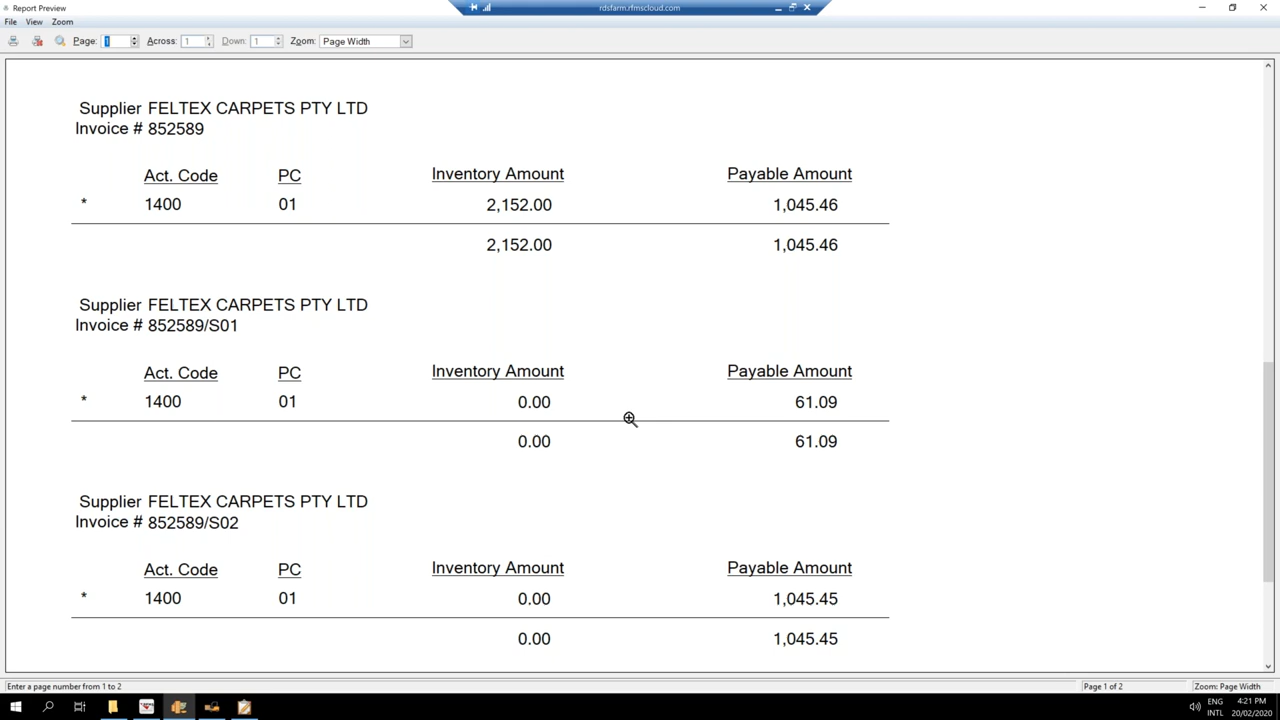 Report Preview
rdsfarm.rfmscloud.com
File View Zoom
Page: 1 Across: 1 Down: 1 Zoom: Page Width
Supplier FELTEX CARPETS PTY LTD
Invoice # 852589
Act. Code PC Inventory Amount Payable Amount
* 1400 01 2,152.00 1,045.46
2,152.00 1,045.46
Supplier FELTEX CARPETS PTY LTD
Invoice # 852589/S01
Act. Code PC Inventory Amount Payable Amount
* 1400 01 0.00 61.09
0.00 61.09
Supplier FELTEX CARPETS PTY LTD
Invoice # 852589/S02
Act. Code PC Inventory Amount Payable Amount
* 1400 01 0.00 1,045.45
0.00 1,045.45
Enter a page number from 1 to 2 Page 1 of 2 Zoom: Page Width
ENG 4:21 PM
INTL 20/02/2020